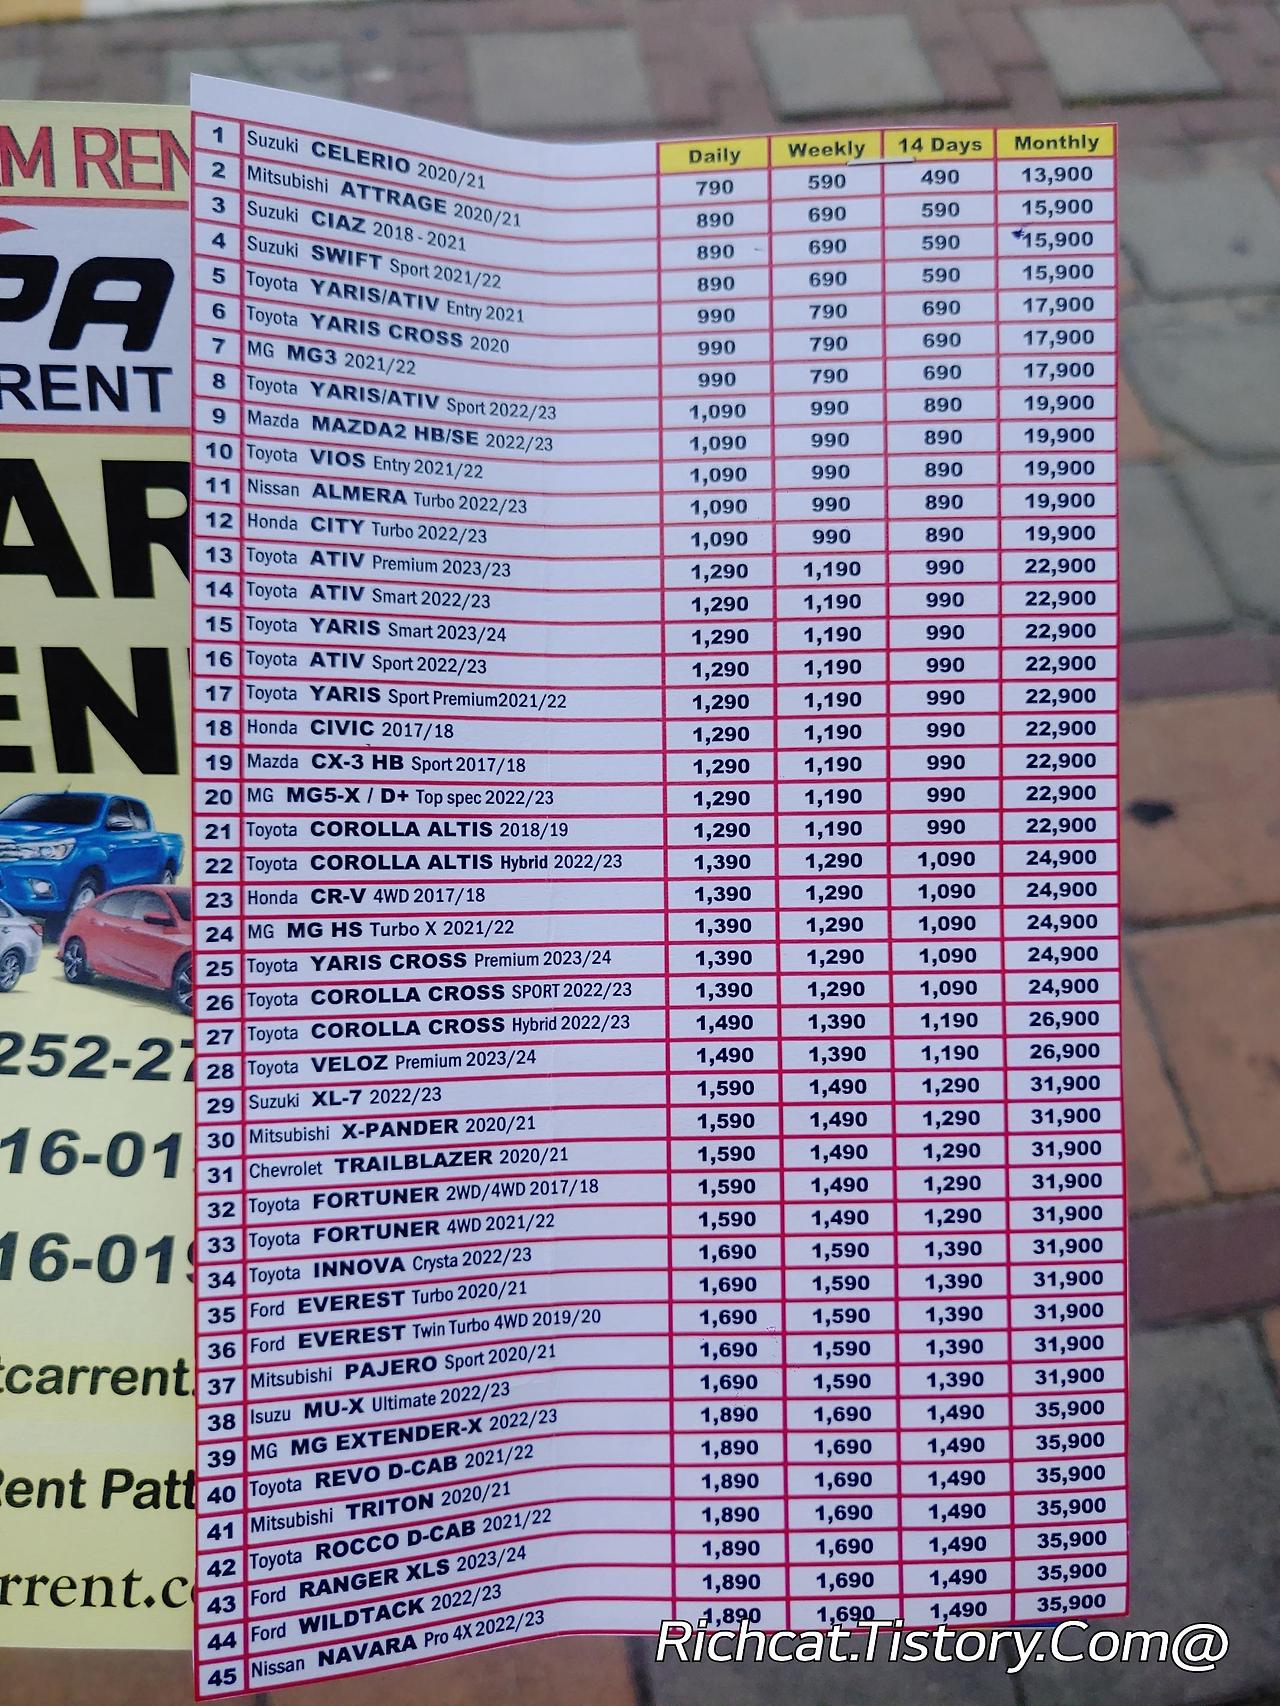 M REN
PA
RENT
AR
EN
252-27
16-01
16-019
tcarrent.
Rent Patt
rrent.c
Daily Weekly 14 Days Monthly
1 Suzuki CELERIO 2020/21 790 590 490 13,900
2 Mitsubishi ATTRAGE 2020/21 890 690 590 15,900
3 Suzuki CIAZ 2018 - 2021 890 690 590 15,900
4 Suzuki SWIFT Sport 2021/22 890 690 590 15,900
5 Toyota YARIS/ATIV Entry 2021 990 790 690 17,900
6 Toyota YARIS CROSS 2020 990 790 690 17,900
7 MG MG3 2021/22 990 790 690 17,900
8 Toyota YARIS/ATIV Sport 2022/23 1,090 990 890 19,900
9 Mazda MAZDA2 HB/SE 2022/23 1,090 990 890 19,900
10 Toyota VIOS Entry 2021/22 1,090 990 890 19,900
11 Nissan ALMERA Turbo 2022/23 1,090 990 890 19,900
12 Honda CITY Turbo 2022/23 1,090 990 890 19,900
13 Toyota ATIV Premium 2023/23 1,290 1,190 990 22,900
14 Toyota ATIV Smart 2022/23 1,290 1,190 990 22,900
15 Toyota YARIS Smart 2023/24 1,290 1,190 990 22,900
16 Toyota ATIV Sport 2022/23 1,290 1,190 990 22,900
17 Toyota YARIS Sport Premium2021/22 1,290 1,190 990 22,900
18 Honda CIVIC 2017/18 1,290 1,190 990 22,900
19 Mazda CX-3 HB Sport 2017/18 1,290 1,190 990 22,900
20 MG MG5-X / D+ Top spec 2022/23 1,290 1,190 990 22,900
21 Toyota COROLLA ALTIS 2018/19 1,290 1,190 990 22,900
22 Toyota COROLLA ALTIS Hybrid 2022/23 1,390 1,290 1,090 24,900
23 Honda CR-V 4WD 2017/18 1,390 1,290 1,090 24,900
24 MG MG HS Turbo X 2021/22 1,390 1,290 1,090 24,900
25 Toyota YARIS CROSS Premium 2023/24 1,390 1,290 1,090 24,900
26 Toyota COROLLA CROSS SPORT 2022/23 1,390 1,290 1,090 24,900
27 Toyota COROLLA CROSS Hybrid 2022/23 1,490 1,390 1,190 26,900
28 Toyota VELOZ Premium 2023/24 1,490 1,390 1,190 26,900
29 Suzuki XL-7 2022/23 1,590 1,490 1,290 31,900
30 Mitsubishi X-PANDER 2020/21 1,590 1,490 1,290 31,900
31 Chevrolet TRAILBLAZER 2020/21 1,590 1,490 1,290 31,900
32 Toyota FORTUNER 2WD/4WD 2017/18 1,590 1,490 1,290 31,900
33 Toyota FORTUNER 4WD 2021/22 1,590 1,490 1,290 31,900
34 Toyota INNOVA Crysta 2022/23 1,690 1,590 1,390 31,900
35 Ford EVEREST Turbo 2020/21 1,690 1,590 1,390 31,900
36 Ford EVEREST Twin Turbo 4WD 2019/20 1,690 1,590 1,390 31,900
37 Mitsubishi PAJERO Sport 2020/21 1,690 1,590 1,390 31,900
38 Isuzu MU-X Ultimate 2022/23 1,690 1,590 1,390 31,900
39 MG MG EXTENDER-X 2022/23 1,890 1,690 1,490 35,900
40 Toyota REVO D-CAB 2021/22 1,890 1,690 1,490 35,900
41 Mitsubishi TRITON 2020/21 1,890 1,690 1,490 35,900
42 Toyota ROCCO D-CAB 2021/22 1,890 1,690 1,490 35,900
43 Ford RANGER XLS 2023/24 1,890 1,690 1,490 35,900
44 Ford WILDTACK 2022/23 1,890 1,690 1,490 35,900
45 Nissan NAVARA Pro 4X 2022/23 1,890 1,690 1,490 35,900
Richcat.Tistory.Com@